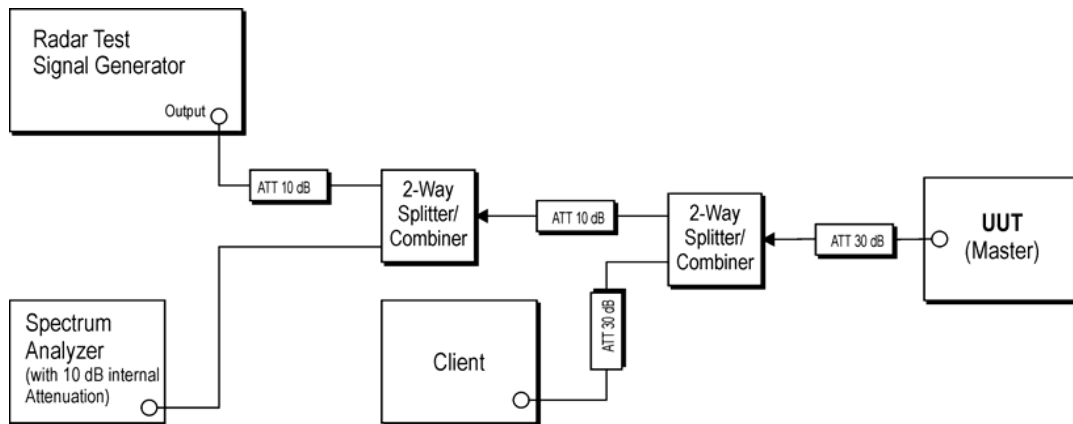 Radar Test
Signal Generator
Output
ATT 10 dB
2-Way
Splitter/
Combiner
ATT 10 dB
2-Way
Splitter/
Combiner
ATT 30 dB
UUT
(Master)
Spectrum
Analyzer
(with 10 dB internal
Attenuation)
Client
ATT 30 dB